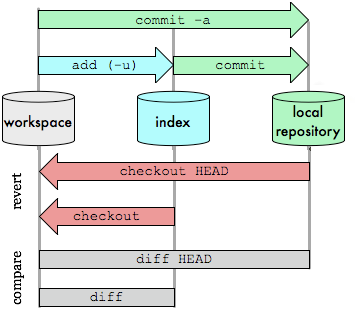 commit -a
add (-u)
commit
workspace
index
local
repository
revert
checkout HEAD
checkout
compare
diff HEAD
diff